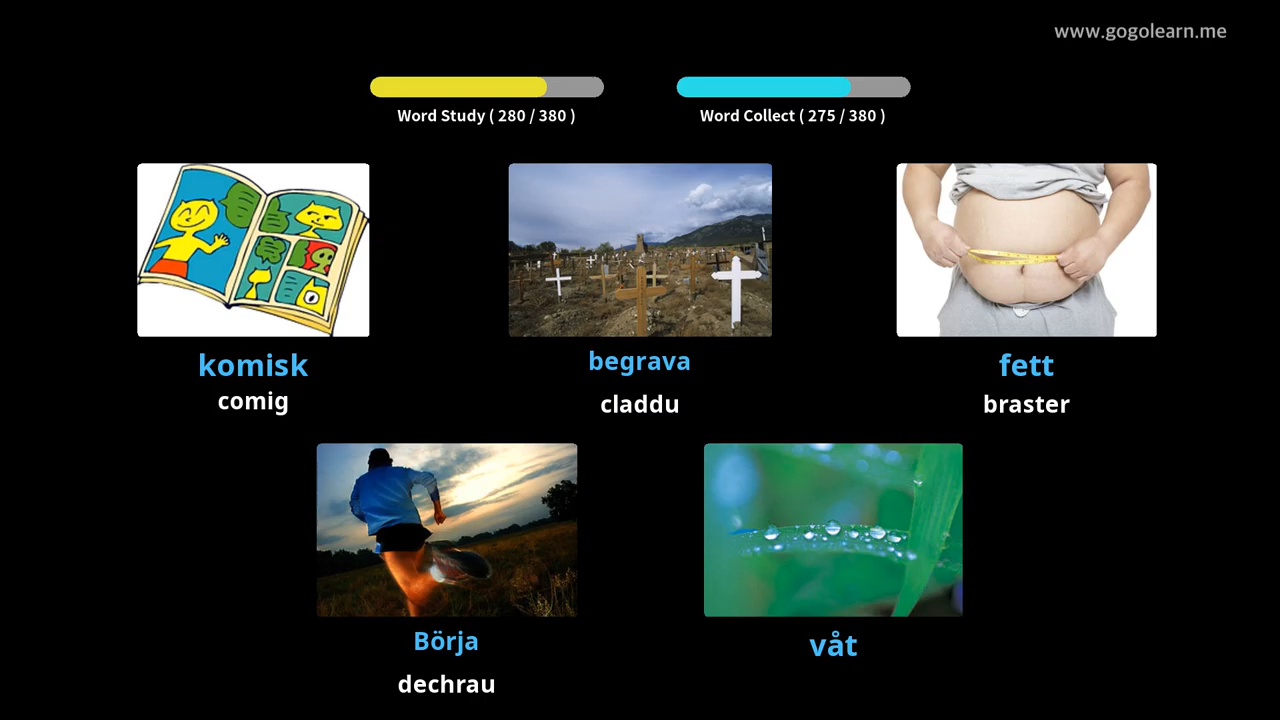 www.gogolearn.me
Word Study ( 280 / 380 )
Word Collect ( 275 / 380 )
komisk
comig
begrava
claddu
fett
braster
Börja
dechrau
våt